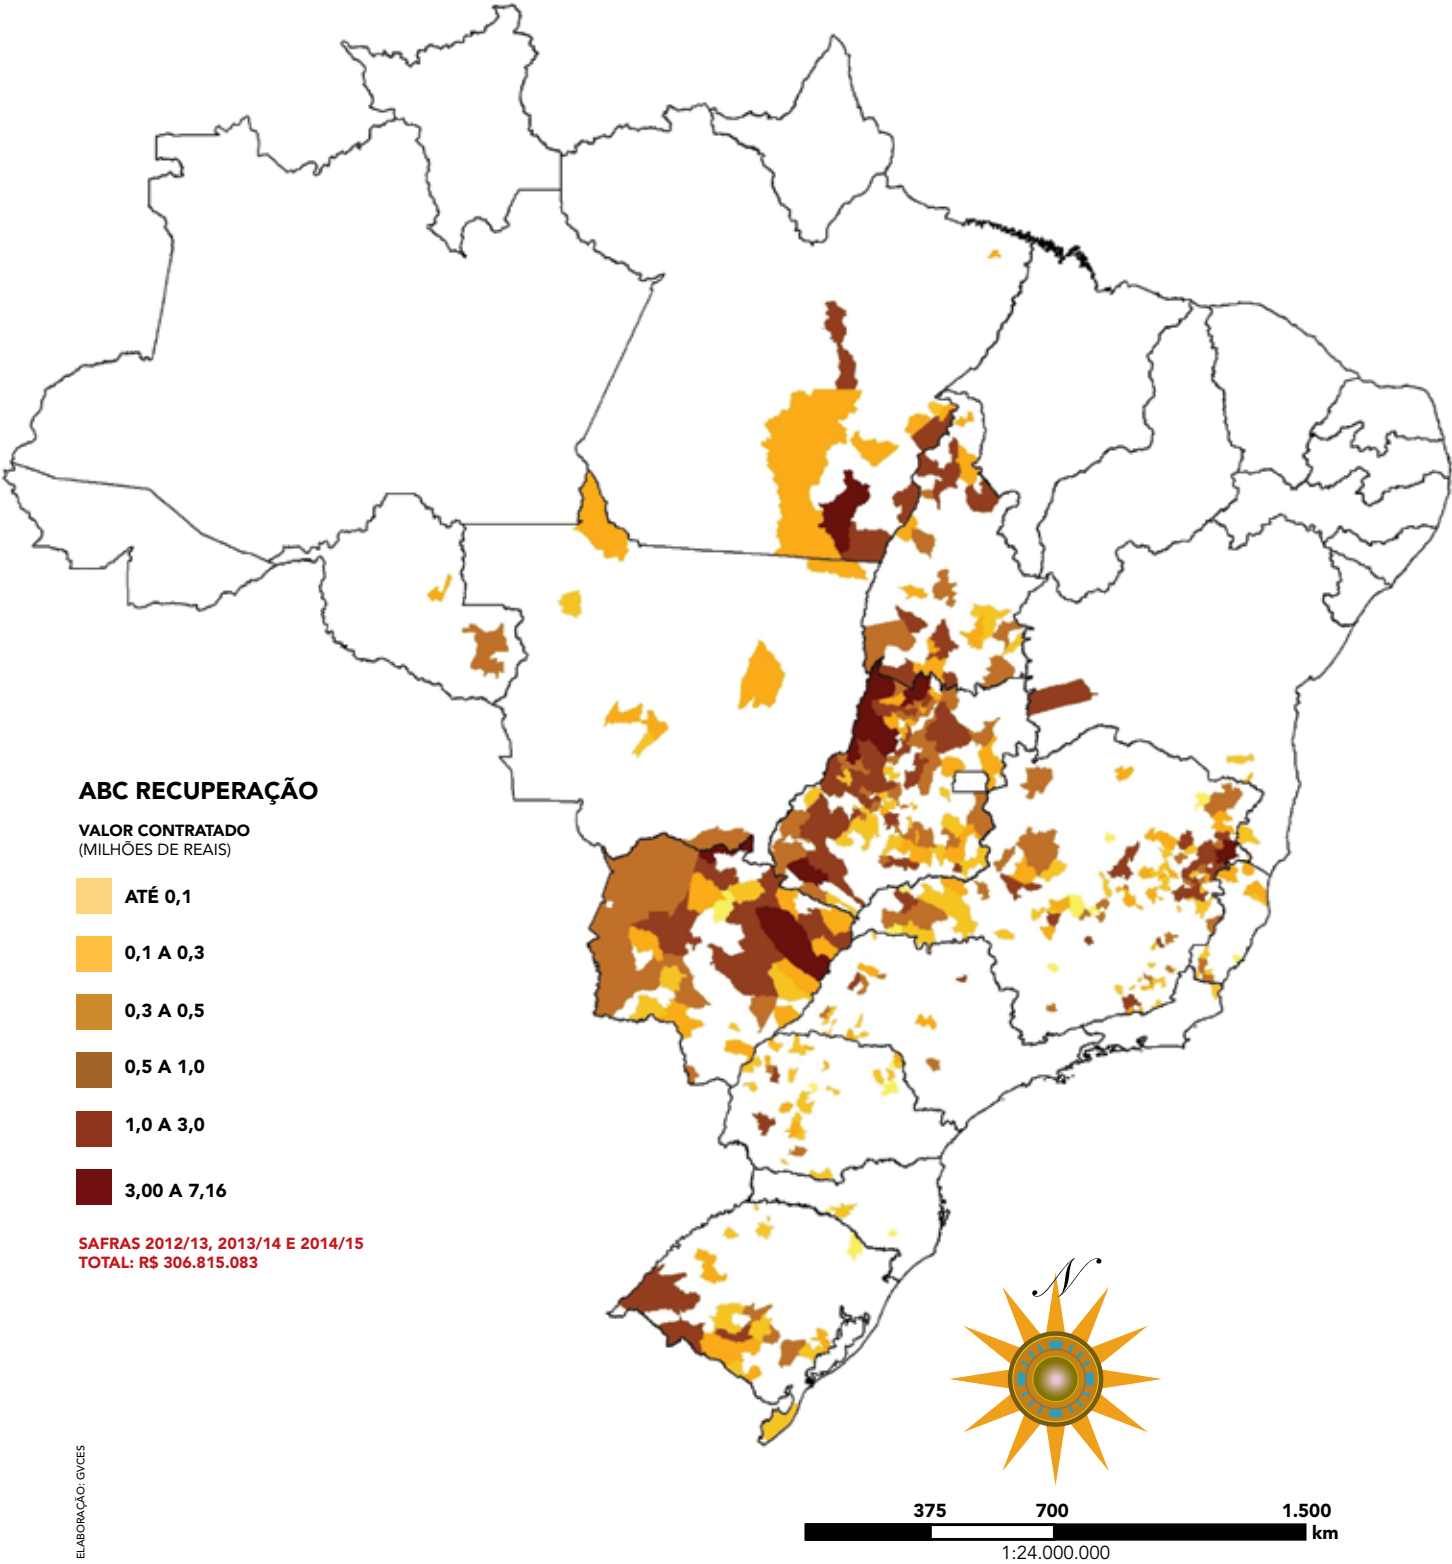 ABC RECUPERAÇÃO
VALOR CONTRATADO
(MILHÕES DE REAIS)
ATÉ 0,1
0,1 A 0,3
0,3 A 0,5
0,5 A 1,0
1,0 A 3,0
3,00 A 7,16
SAFRAS 2012/13, 2013/14 E 2014/15
TOTAL: R$ 306.815.083
ELABORAÇÃO: GVCES
N
375 700 1.500
km
1:24.000.000